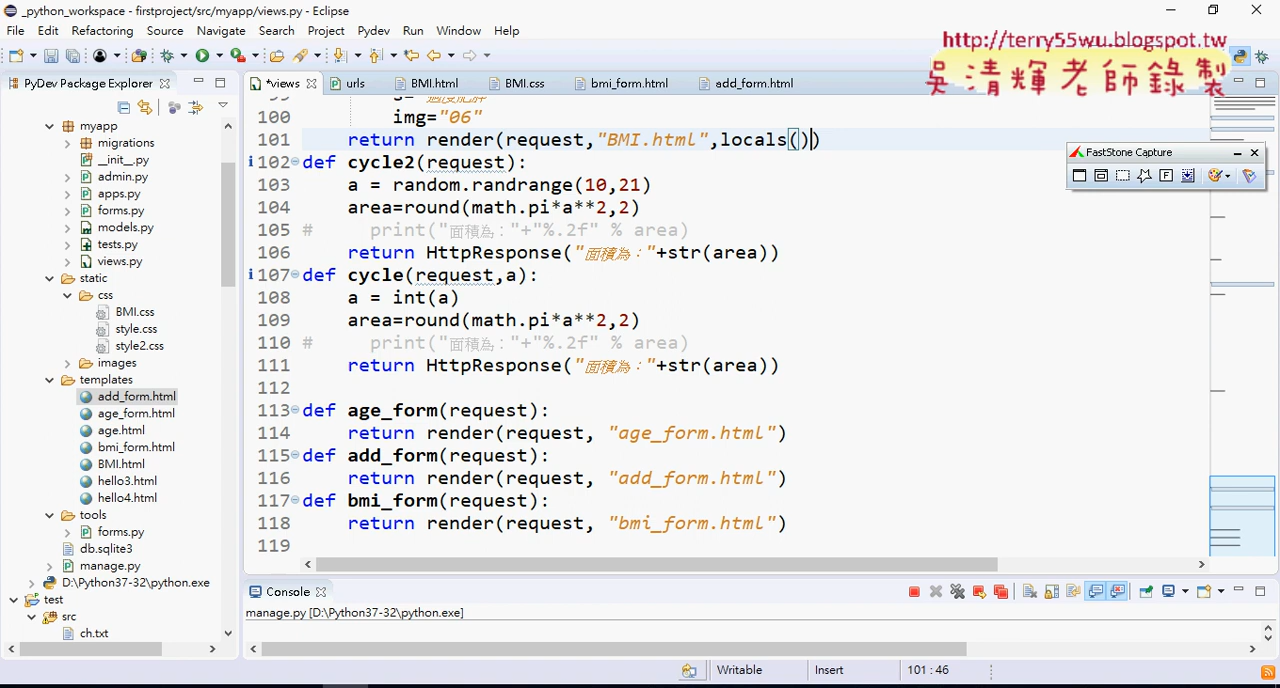 _python_workspace - firstproject/src/myapp/views.py - Eclipse
File Edit Refactoring Source Navigate Search Project Pydev Run Window Help
http://terry55wu.blogspot.tw
吳清輝老師錄製
PyDev Package Explorer
*views urls BMI.html BMI.css bmi_form.html add_form.html
myapp
migrations
__init__.py
admin.py
apps.py
forms.py
models.py
tests.py
views.py
static
css
BMI.css
style.css
style2.css
images
templates
add_form.html
age_form.html
age.html
bmi_form.html
BMI.html
hello3.html
hello4.html
tools
forms.py
db.sqlite3
manage.py
D:\Python37-32\python.exe
test
src
ch.txt
100 img="06"
101 return render(request,"BMI.html",locals())
102 def cycle2(request):
103 a = random.randrange(10,21)
104 area=round(math.pi*a**2,2)
105 # print("面積為："+"%.2f" % area)
106 return HttpResponse("面積為："+str(area))
107 def cycle(request,a):
108 a = int(a)
109 area=round(math.pi*a**2,2)
110 # print("面積為："+"%.2f" % area)
111 return HttpResponse("面積為："+str(area))
112
113 def age_form(request):
114 return render(request, "age_form.html")
115 def add_form(request):
116 return render(request, "add_form.html")
117 def bmi_form(request):
118 return render(request, "bmi_form.html")
119
FastStone Capture
Console
manage.py [D:\Python37-32\python.exe]
Writable Insert 101 : 46